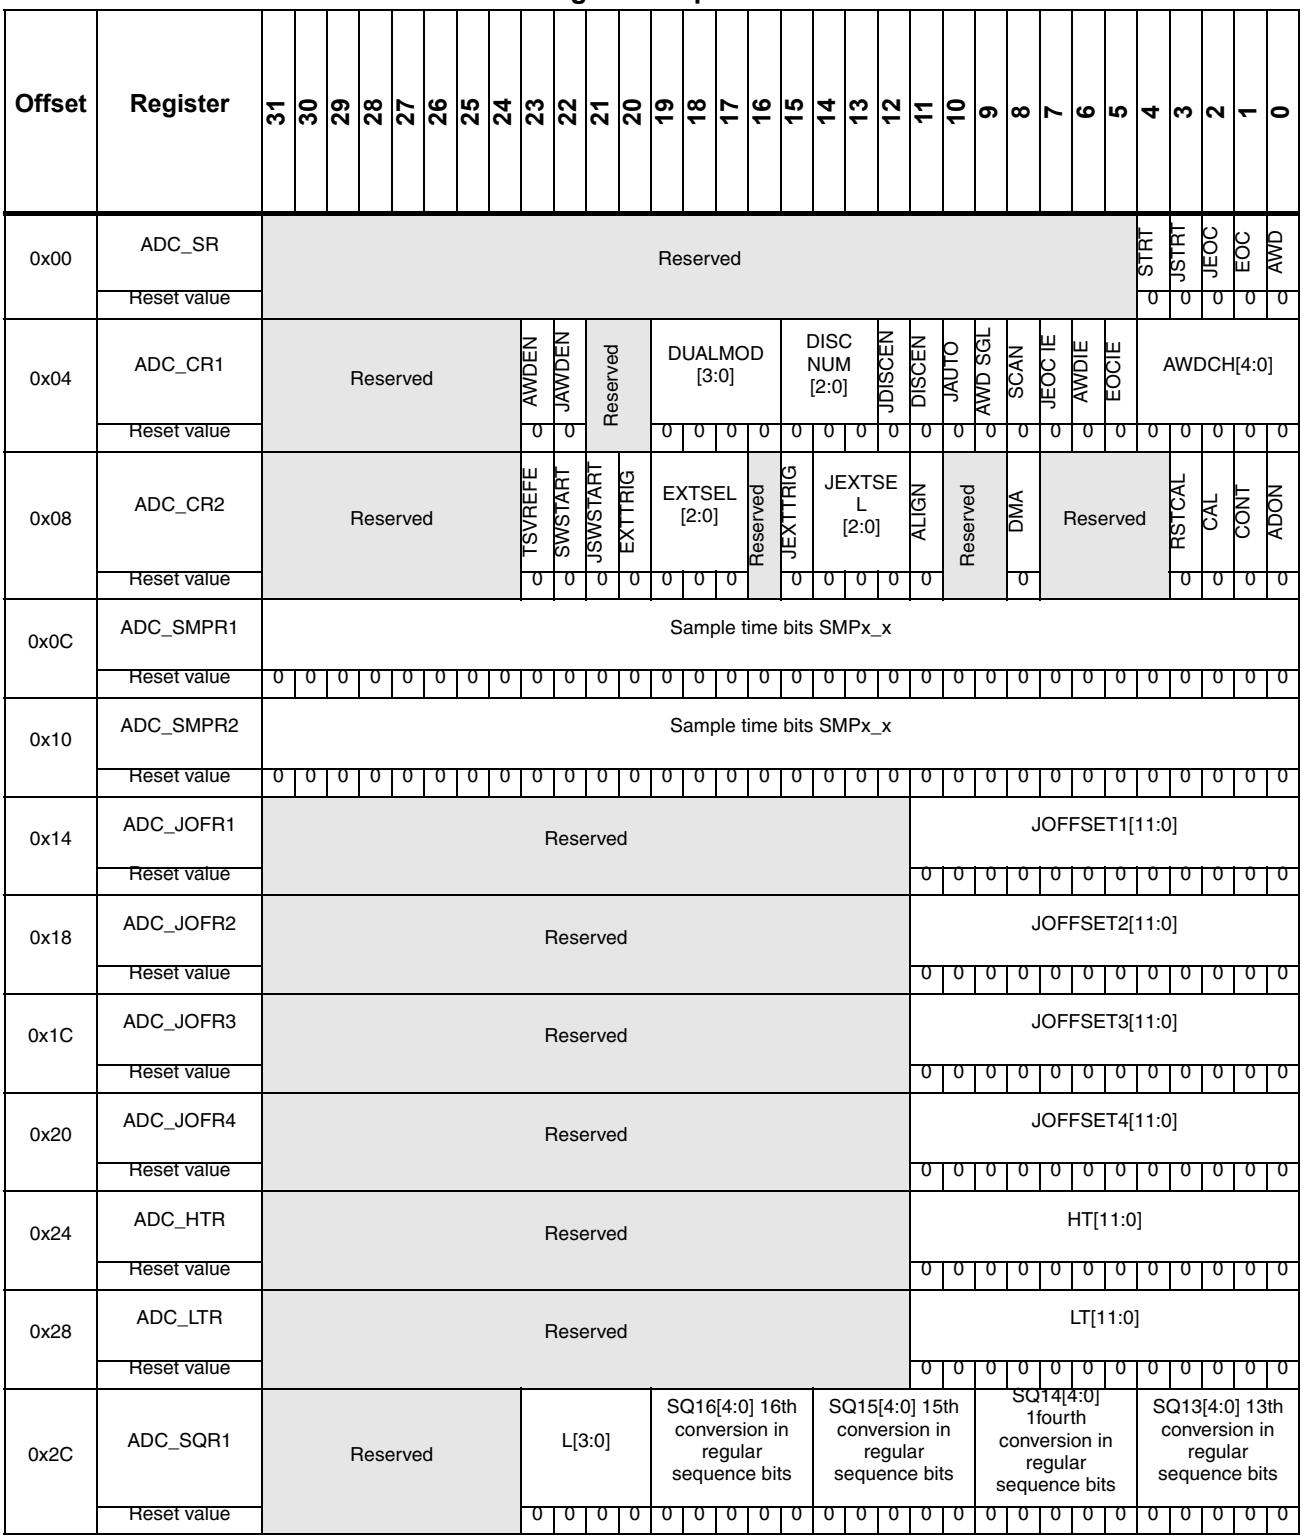 Offset Register 31 30 29 28 27 26 25 24 23 22 21 20 19 18 17 16 15 14 13 12 11 10 9 8 7 6 5 4 3 2 1 0
0x00 ADC_SR Reserved STRT JSTRT JEOC EOC AWD
Reset value 0 0 0 0 0
0x04 ADC_CR1 Reserved AWDEN JAWDEN Reserved DUALMOD [3:0] DISC NUM [2:0] JDISCEN DISCEN JAUTO AWD SGL SCAN JEOC IE AWDIE EOCIE AWDCH[4:0]
Reset value 0 0 0 0 0 0 0 0 0 0 0 0 0 0 0 0 0 0 0 0 0 0
0x08 ADC_CR2 Reserved TSVREFE SWSTART JSWSTART EXTTRIG EXTSEL [2:0] Reserved JEXTTRIG JEXTSE L [2:0] ALIGN Reserved DMA Reserved RSTCAL CAL CONT ADON
Reset value 0 0 0 0 0 0 0 0 0 0 0 0 0 0 0 0 0
0x0C ADC_SMPR1 Sample time bits SMPx_x
Reset value 0 0 0 0 0 0 0 0 0 0 0 0 0 0 0 0 0 0 0 0 0 0 0 0 0 0 0 0 0 0 0 0
0x10 ADC_SMPR2 Sample time bits SMPx_x
Reset value 0 0 0 0 0 0 0 0 0 0 0 0 0 0 0 0 0 0 0 0 0 0 0 0 0 0 0 0 0 0 0 0
0x14 ADC_JOFR1 Reserved JOFFSET1[11:0]
Reset value 0 0 0 0 0 0 0 0 0 0 0 0
0x18 ADC_JOFR2 Reserved JOFFSET2[11:0]
Reset value 0 0 0 0 0 0 0 0 0 0 0 0
0x1C ADC_JOFR3 Reserved JOFFSET3[11:0]
Reset value 0 0 0 0 0 0 0 0 0 0 0 0
0x20 ADC_JOFR4 Reserved JOFFSET4[11:0]
Reset value 0 0 0 0 0 0 0 0 0 0 0 0
0x24 ADC_HTR Reserved HT[11:0]
Reset value 0 0 0 0 0 0 0 0 0 0 0 0
0x28 ADC_LTR Reserved LT[11:0]
Reset value 0 0 0 0 0 0 0 0 0 0 0 0
0x2C ADC_SQR1 Reserved L[3:0] SQ16[4:0] 16th conversion in regular sequence bits SQ15[4:0] 15th conversion in regular sequence bits SQ14[4:0] 1fourth conversion in regular sequence bits SQ13[4:0] 13th conversion in regular sequence bits
Reset value 0 0 0 0 0 0 0 0 0 0 0 0 0 0 0 0 0 0 0 0 0 0 0 0